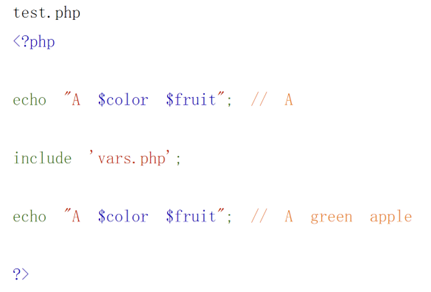 test.php
<?php
echo "A $color $fruit"; // A
include 'vars.php';
echo "A $color $fruit"; // A green apple
?>